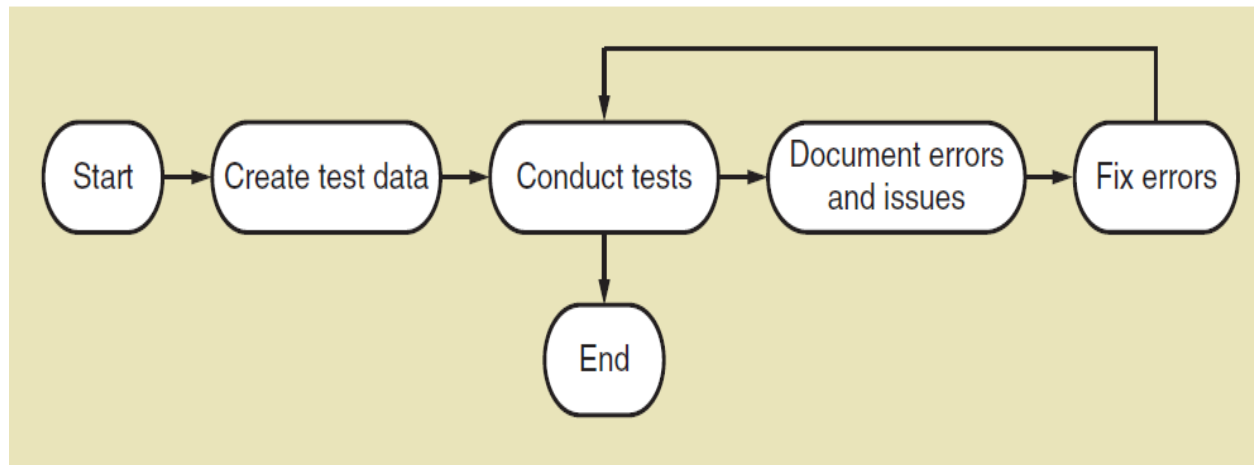 Start
Create test data
Conduct tests
Document errors
and issues
Fix errors
End